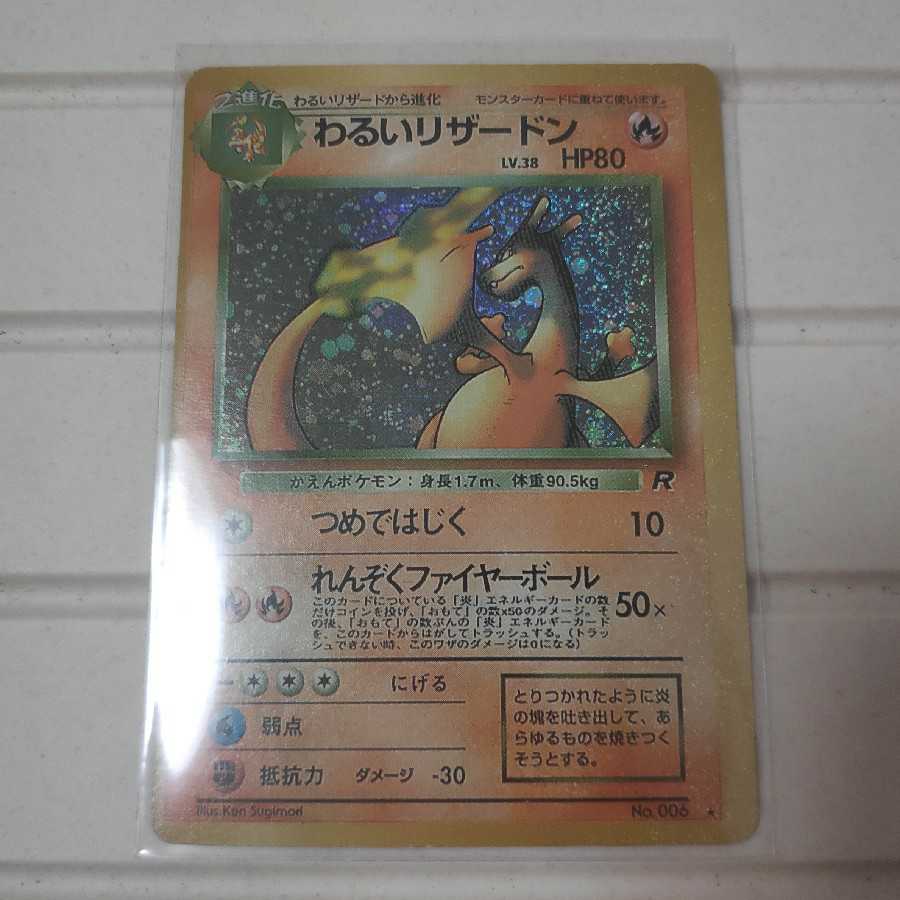 2進化 わるいリザードから進化 モンスターカードに重ねて使います。
わるいリザードン
LV.38 HP80
かえんポケモン：身長1.7m、体重90.5kg R
つめではじく 10
れんぞくファイヤーボール
このカードについている「炎」エネルギーカードの数
だけコインを投げ、「おもて」の数×50のダメージ。そ
の後、「おもて」の数ぶんの「炎」エネルギーカード
を、このカードからはがしてトラッシュする。（トラッ
シュできない時、このワザのダメージは0になる）
50×
にげる
弱点
抵抗力 ダメージ -30
とりつかれたように炎
の塊を吐き出して、あ
らゆるものを焼きつく
そうとする。
Illus.Ken Sugimori No.006 ★